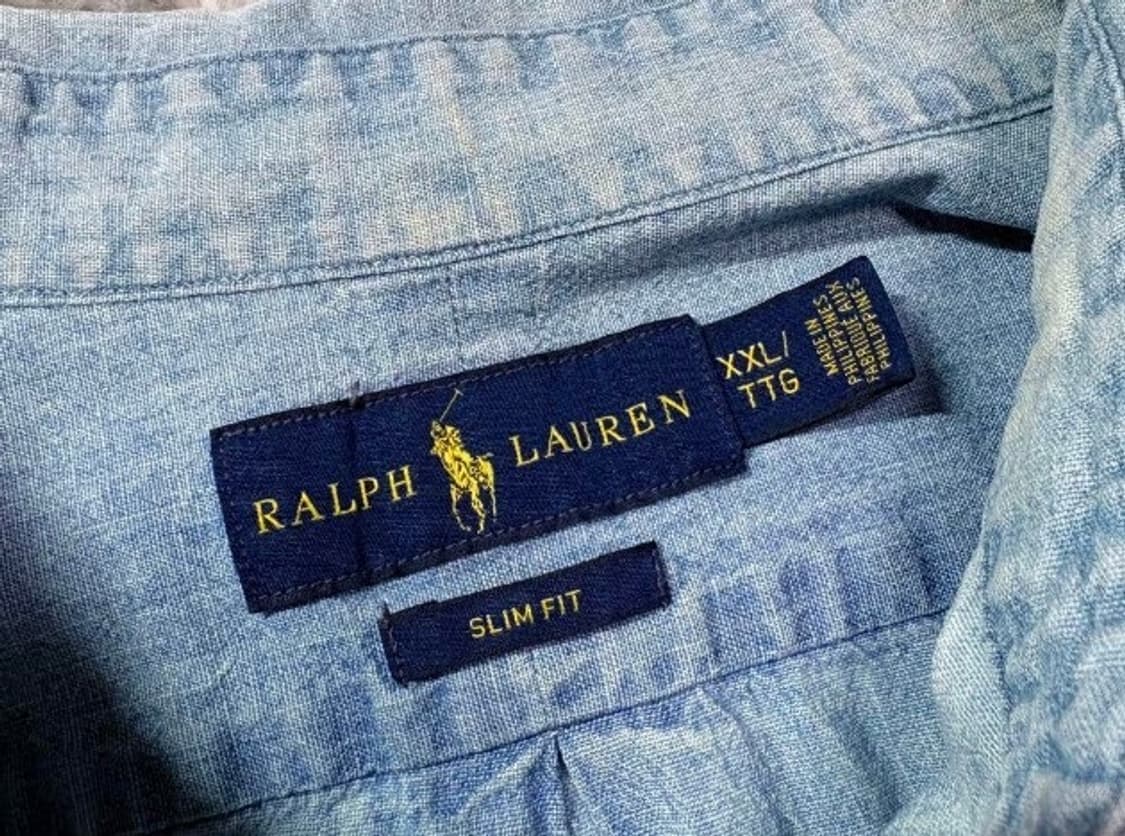 RALPH LAUREN
XXL/
TTG
MADE IN
PHILIPPINES
FABRIQUÉ AUX
PHILIPPINES
SLIM FIT